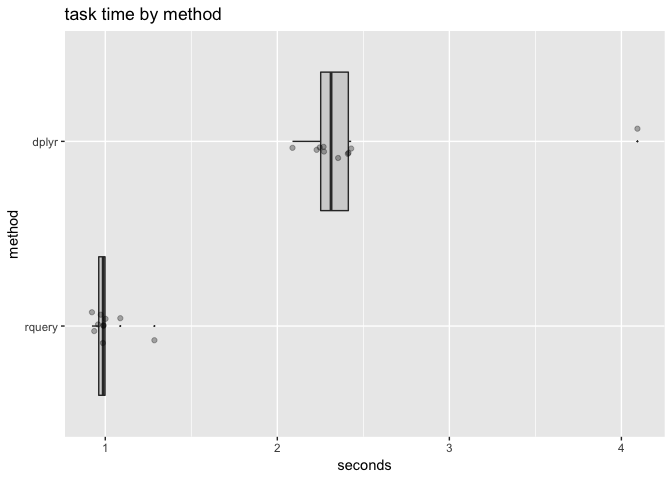 task time by method
dplyr
rquery
method
1 2 3 4
seconds